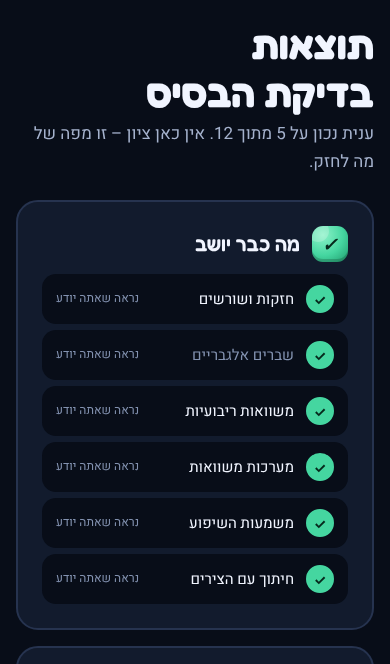 תוצאות
בדיקת הבסיס
ענית נכון על 5 מתוך 12. אין כאן ציון – זו מפה של
מה לחזק.
מה כבר יושב
חזקות ושורשים נראה שאתה יודע
שברים אלגבריים נראה שאתה יודע
משוואות ריבועיות נראה שאתה יודע
מערכות משוואות נראה שאתה יודע
משמעות השיפוע נראה שאתה יודע
חיתוך עם הצירים נראה שאתה יודע